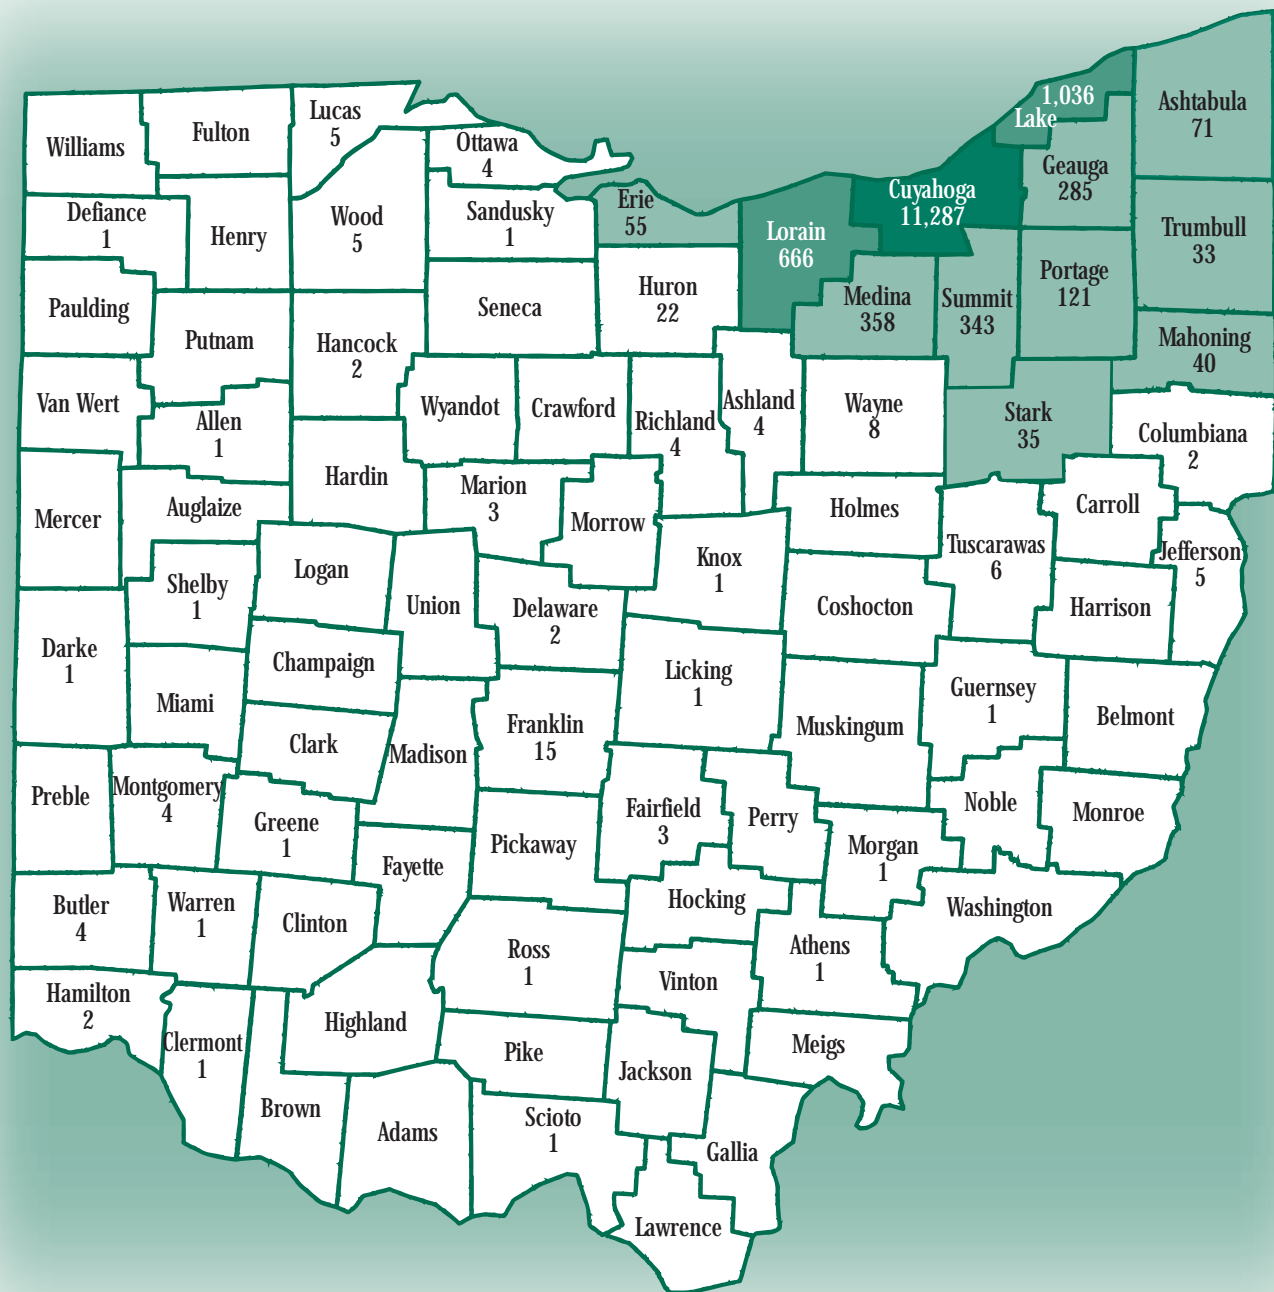 1,036
Lake
Ashtabula
71
Lucas
5
Fulton
Williams
Ottawa
4
Geauga
285
Cuyahoga
11,287
Erie
55
Sandusky
1
Wood
5
Defiance
1
Henry
Lorain
666
Trumbull
33
Portage
121
Huron
22
Medina
358
Summit
343
Seneca
Paulding
Putnam
Hancock
2
Mahoning
40
Van Wert
Allen
1
Wyandot
Crawford
Richland
4
Ashland
4
Wayne
8
Stark
35
Columbiana
2
Hardin
Marion
3
Mercer
Auglaize
Morrow
Holmes
Carroll
Tuscarawas
6
Jefferson
5
Knox
1
Logan
Shelby
1
Union
Delaware
2
Coshocton
Harrison
Darke
1
Champaign
Licking
1
Guernsey
1
Miami
Belmont
Franklin
15
Muskingum
Clark
Madison
Preble
Montgomery
4
Greene
1
Fairfield
3
Perry
Noble
Monroe
Pickaway
Morgan
1
Fayette
Butler
4
Warren
1
Clinton
Hocking
Washington
Ross
1
Athens
1
Vinton
Hamilton
2
Highland
Clermont
1
Pike
Meigs
Jackson
Brown
Adams
Scioto
1
Gallia
Lawrence